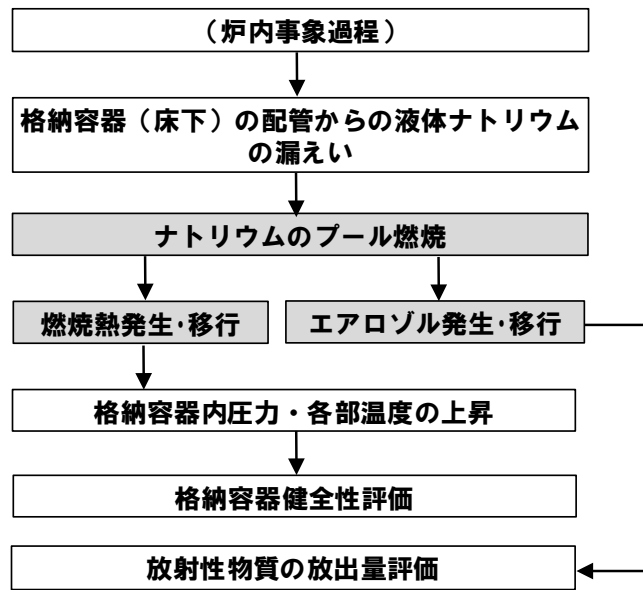 （炉内事象過程）
格納容器（床下）の配管からの液体ナトリウム
の漏えい
ナトリウムのプール燃焼
燃焼熱発生･移行
エアロゾル発生･移行
格納容器内圧力・各部温度の上昇
格納容器健全性評価
放射性物質の放出量評価